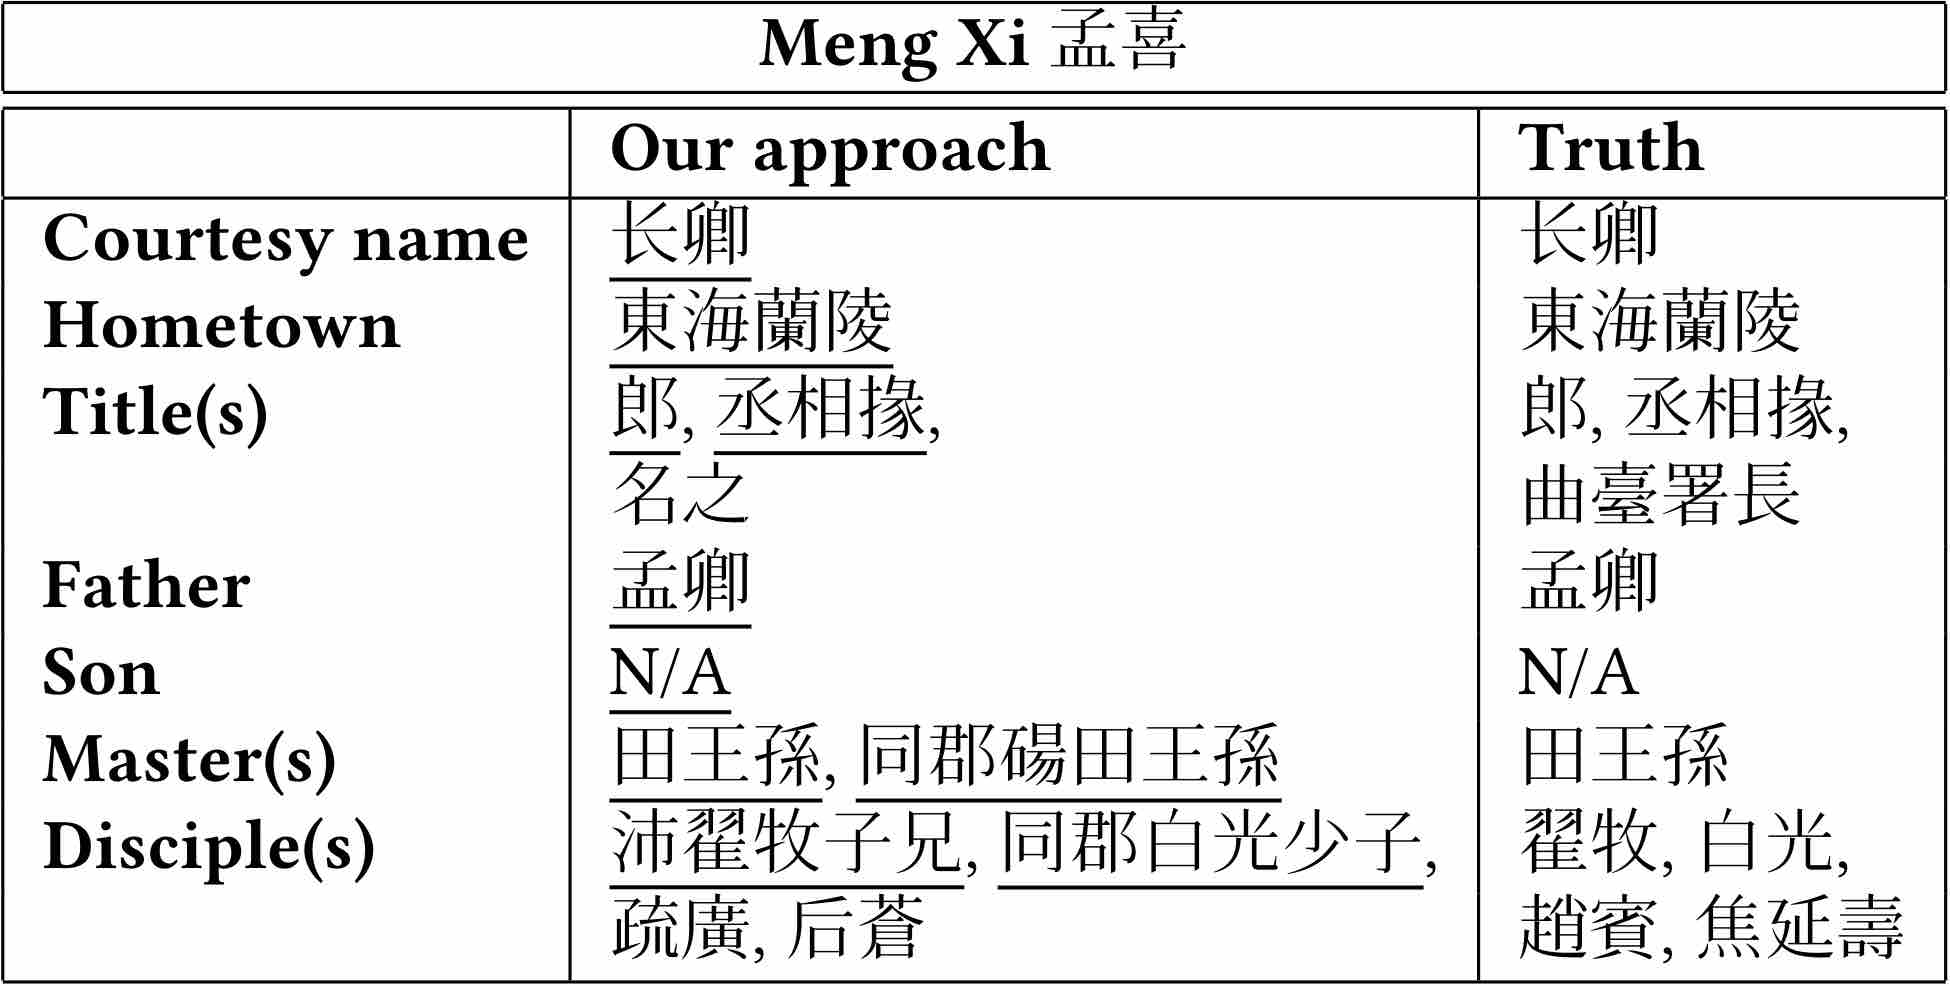 Meng Xi 孟喜
Our approach Truth
Courtesy name 长卿 长卿
Hometown 東海蘭陵 東海蘭陵
Title(s) 郎, 丞相掾, 郎, 丞相掾,
名之 曲臺署長
Father 孟卿 孟卿
Son N/A N/A
Master(s) 田王孫, 同郡碭田王孫 田王孫
Disciple(s) 沛翟牧子兄, 同郡白光少子, 翟牧, 白光,
疏廣, 后蒼 趙賓, 焦延壽